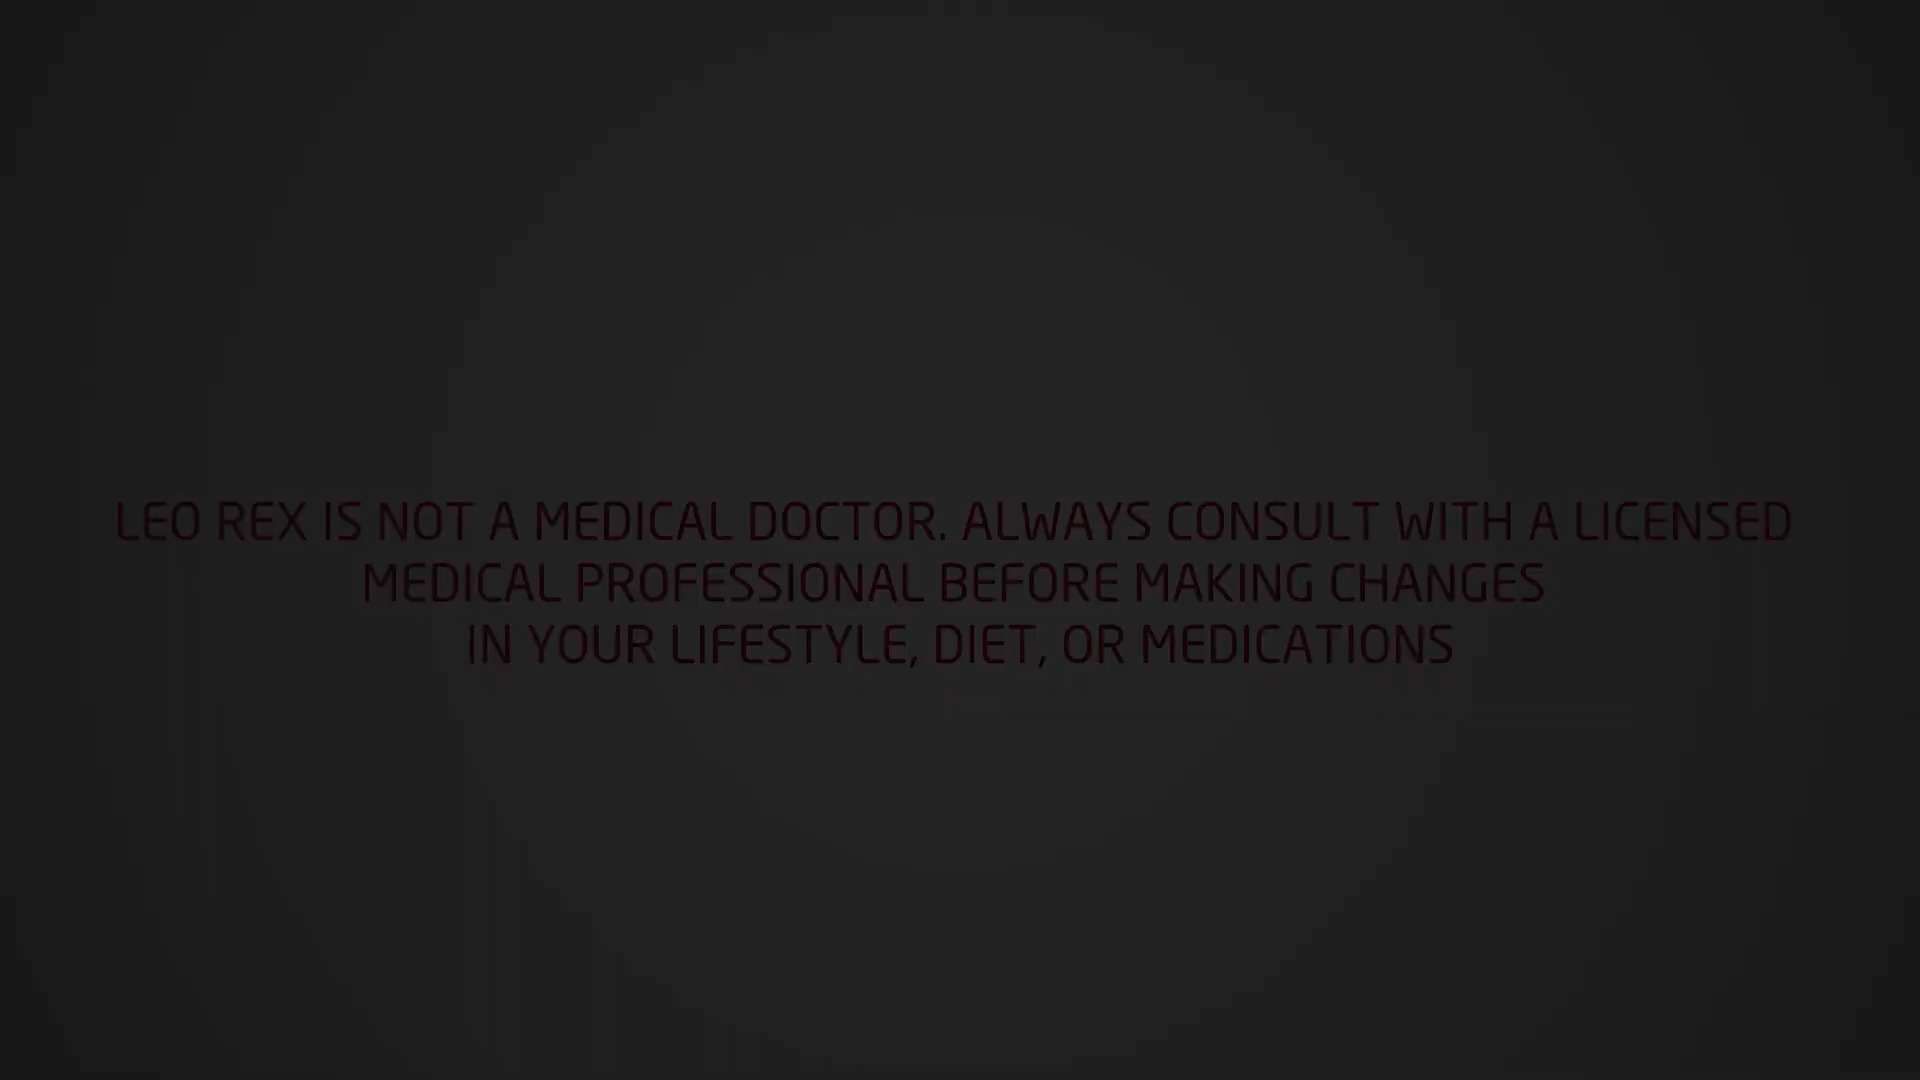 LEO REX IS NOT A MEDICAL DOCTOR. ALWAYS CONSULT WITH A LICENSED
MEDICAL PROFESSIONAL BEFORE MAKING CHANGES
IN YOUR LIFESTYLE, DIET, OR MEDICATIONS